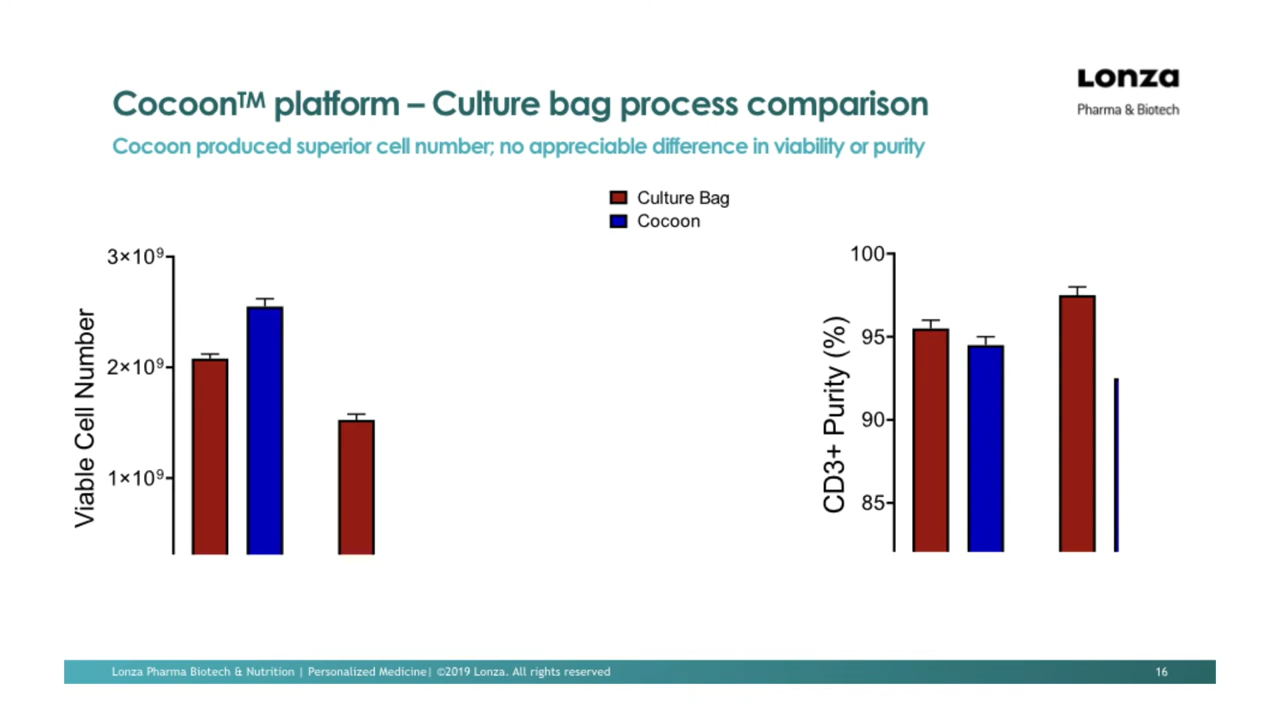 Lonza
Pharma & Biotech
Cocoon™ platform – Culture bag process comparison
Cocoon produced superior cell number; no appreciable difference in viability or purity
Culture Bag
Cocoon
Viable Cell Number
3×10⁹
2×10⁹
1×10⁹
CD3+ Purity (%)
100
95
90
85
Lonza Pharma Biotech & Nutrition | Personalized Medicine| ©2019 Lonza. All rights reserved
16